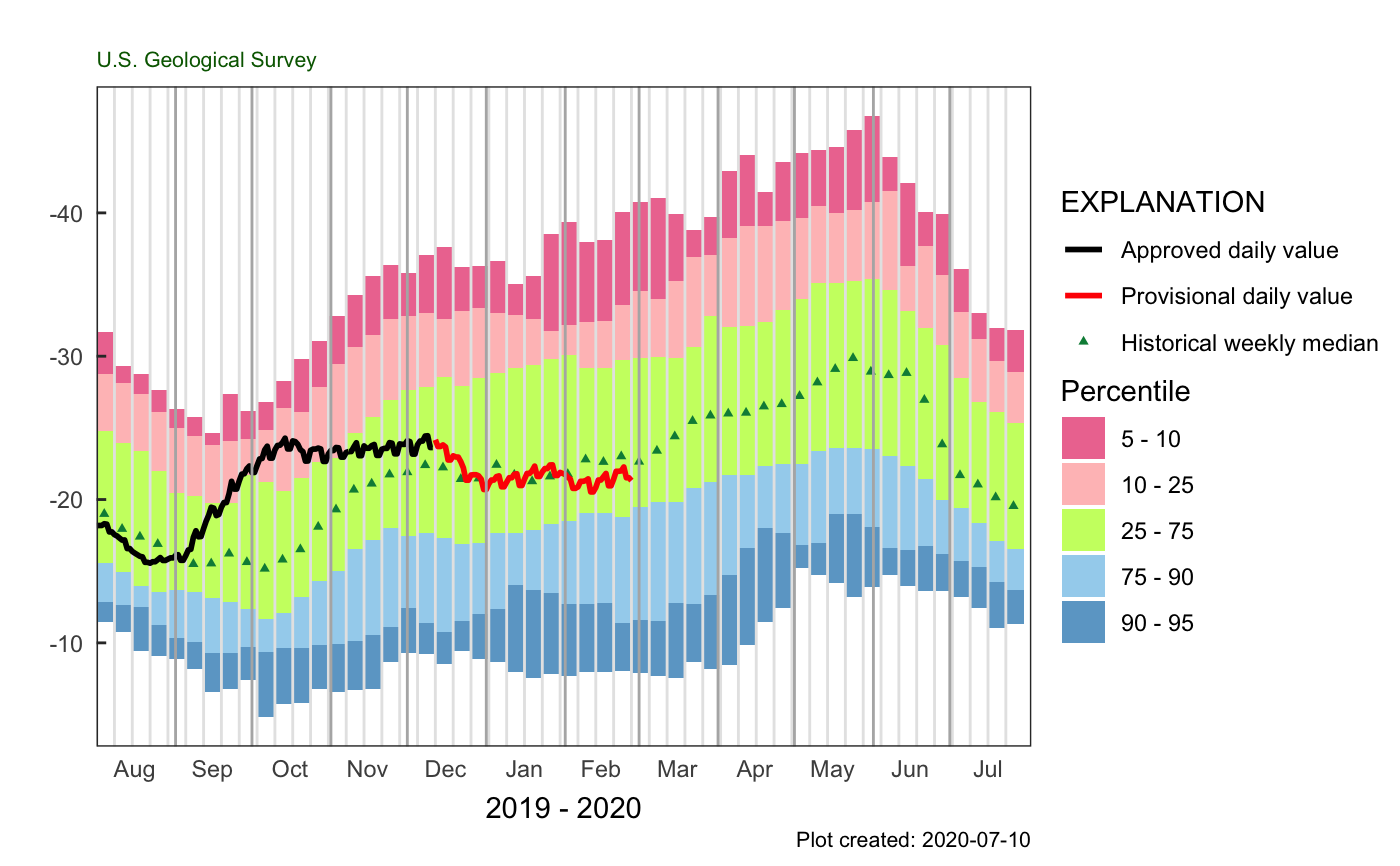 U.S. Geological Survey
-40
-30
-20
-10
Aug Sep Oct Nov Dec Jan Feb Mar Apr May Jun Jul
2019 - 2020
Plot created: 2020-07-10
EXPLANATION
Approved daily value
Provisional daily value
Historical weekly median
Percentile
5 - 10
10 - 25
25 - 75
75 - 90
90 - 95